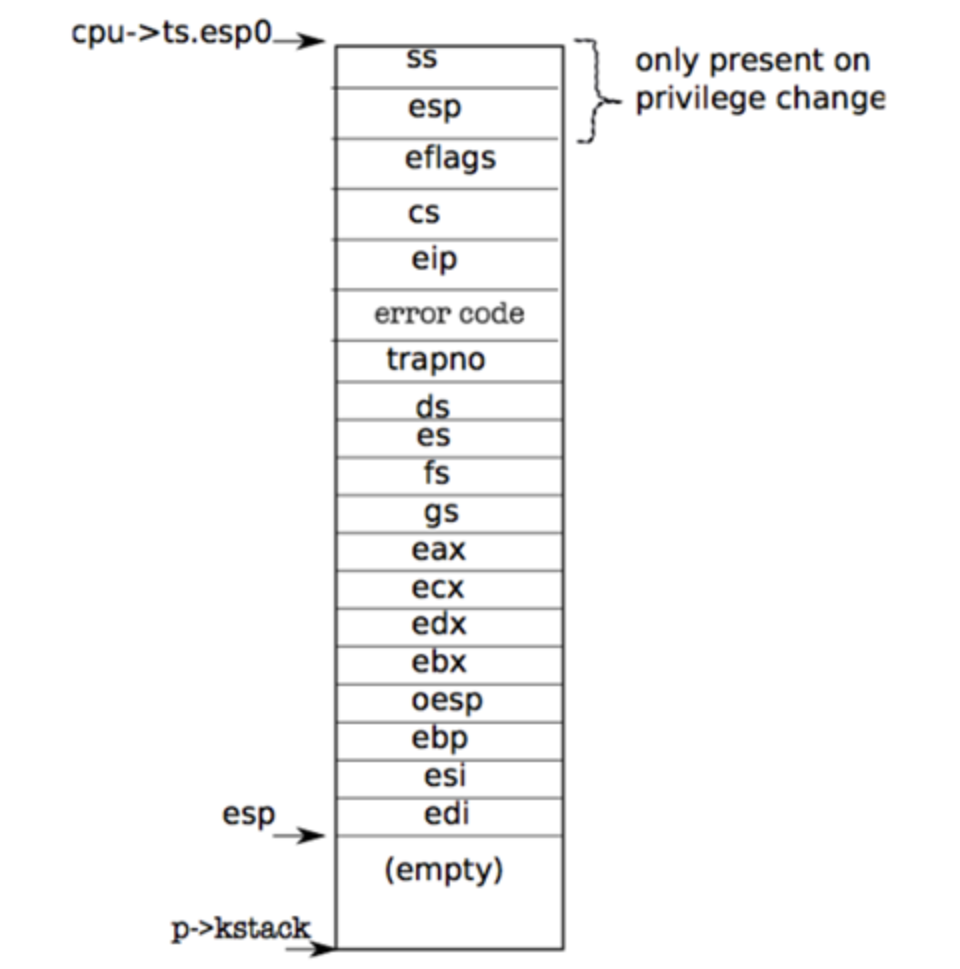 cpu->ts.esp0
ss
only present on
privilege change
esp
eflags
cs
eip
error code
trapno
ds
es
fs
gs
eax
ecx
edx
ebx
oesp
ebp
esi
edi
esp
(empty)
p->kstack